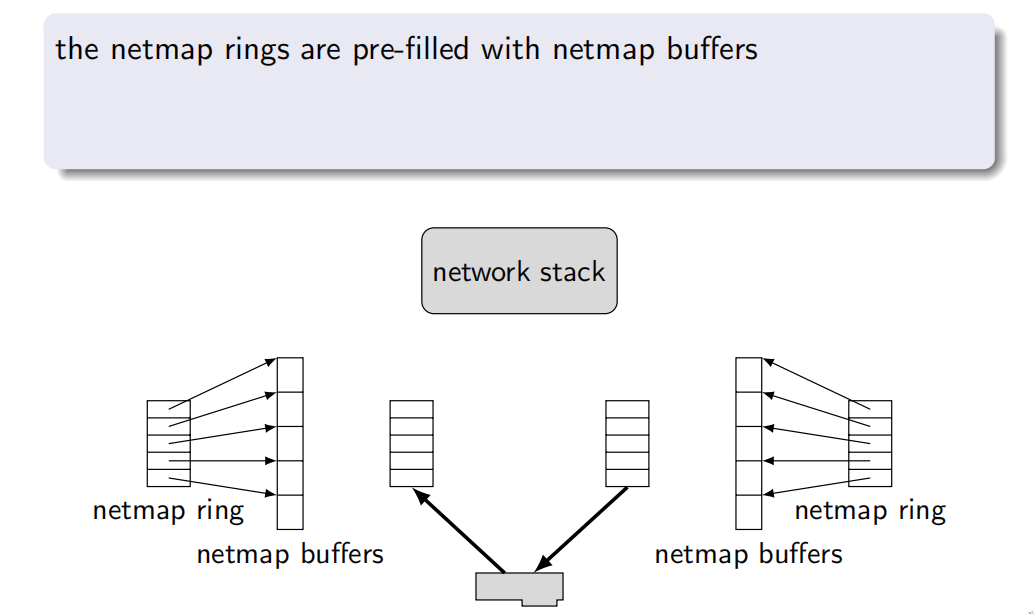 the netmap rings are pre-filled with netmap buffers
network stack
netmap ring
netmap ring
netmap buffers
netmap buffers